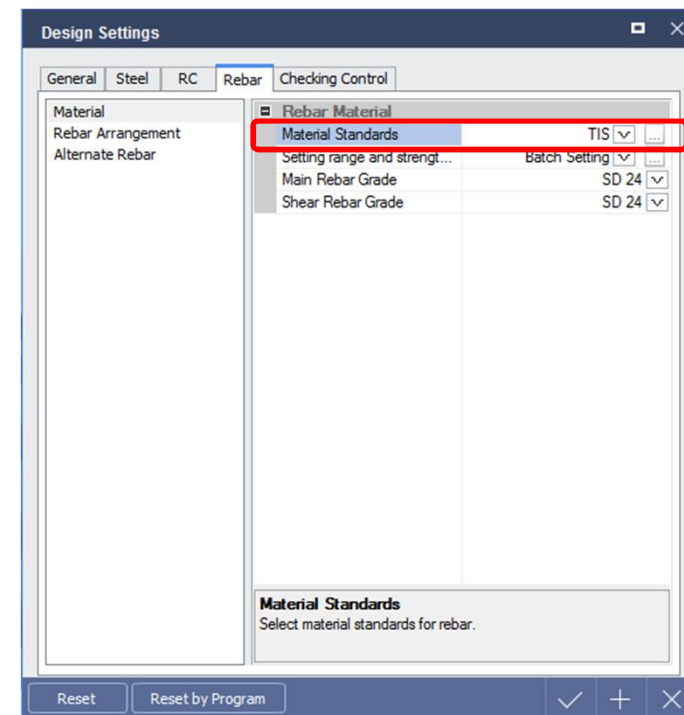 Design Settings
General Steel RC Rebar Checking Control
Material
Rebar Arrangement
Alternate Rebar
Rebar Material
Material Standards TIS ...
Setting range and strengt... Batch Setting ...
Main Rebar Grade SD 24
Shear Rebar Grade SD 24
Material Standards
Select material standards for rebar.
Reset Reset by Program